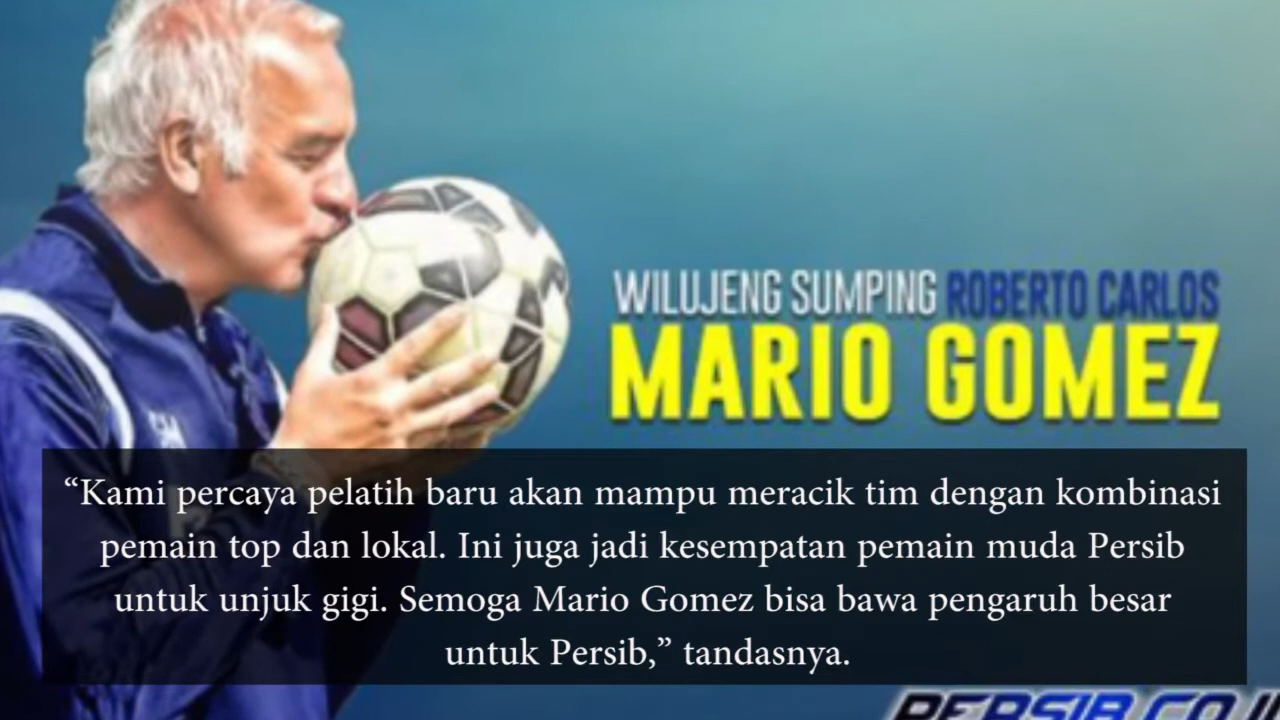 WILUJENG SUMPING ROBERTO CARLOS
MARIO GOMEZ
“Kami percaya pelatih baru akan mampu meracik tim dengan kombinasi
pemain top dan lokal. Ini juga jadi kesempatan pemain muda Persib
untuk unjuk gigi. Semoga Mario Gomez bisa bawa pengaruh besar
untuk Persib,” tandasnya.
PERSIB.CO.I